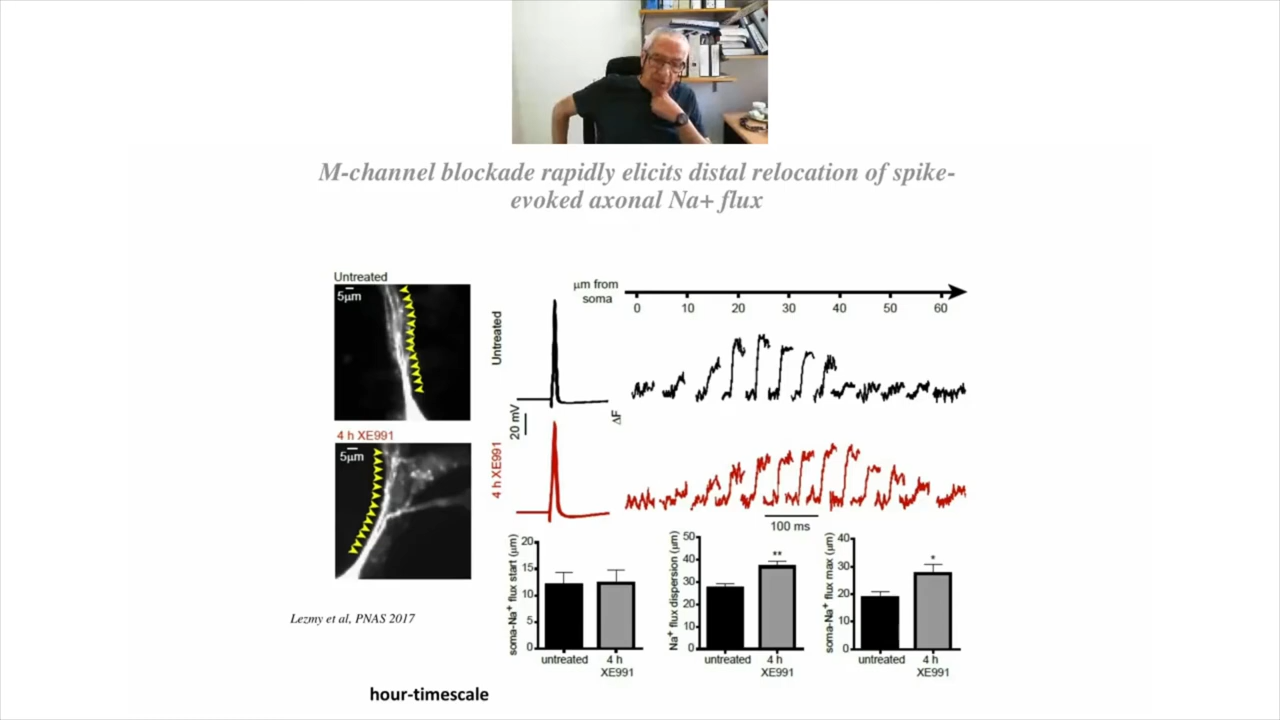 M-channel blockade rapidly elicits distal relocation of spike-
evoked axonal Na+ flux
Untreated
5µm
4 h XE991
5µm
Untreated
4 h XE991
20 mV
µm from
soma
0 10 20 30 40 50 60
ΔF
100 ms
soma-Na⁺ flux start (µm)
20
15
10
5
0
untreated 4 h
XE991
Na⁺ flux dispersion (µm)
50
40
30
20
10
0
**
untreated 4 h
XE991
soma-Na⁺ flux max (µm)
40
30
20
10
0
*
untreated 4 h
XE991
Lezmy et al, PNAS 2017
hour-timescale